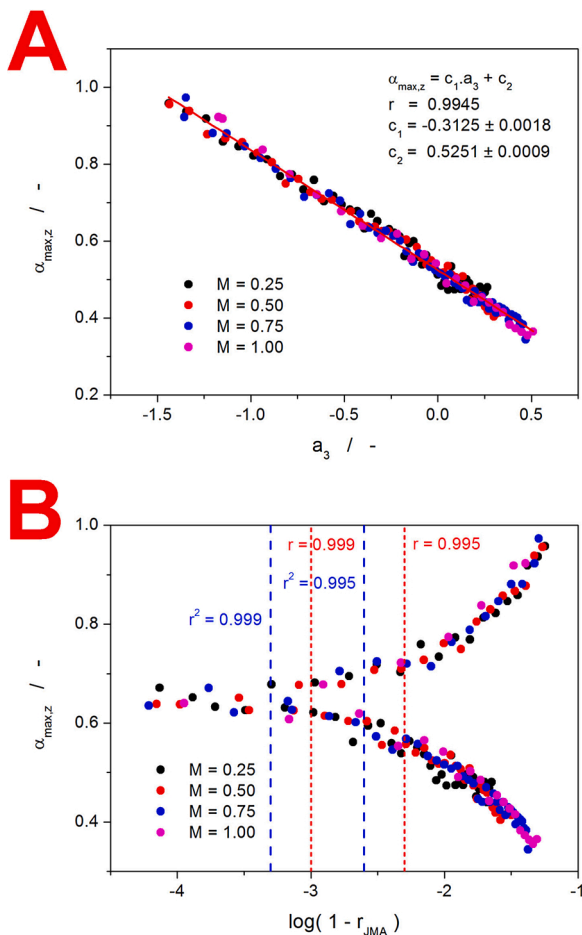 A
α_max,z = c_1.a_3 + c_2
r = 0.9945
c_1 = -0.3125 ± 0.0018
c_2 = 0.5251 ± 0.0009
1.0
0.8
0.6
0.4
0.2
α_max,z / -
M = 0.25
M = 0.50
M = 0.75
M = 1.00
-1.5 -1.0 -0.5 0.0 0.5
a_3 / -
B
1.0
0.8
0.6
0.4
α_max,z / -
r = 0.999 r = 0.995
r² = 0.995
r² = 0.999
M = 0.25
M = 0.50
M = 0.75
M = 1.00
-4 -3 -2 -1
log( 1 - r_JMA )